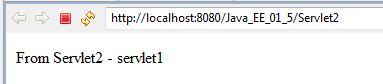 http://localhost:8080/Java_EE_01_5/Servlet2
From Servlet2 - servlet1